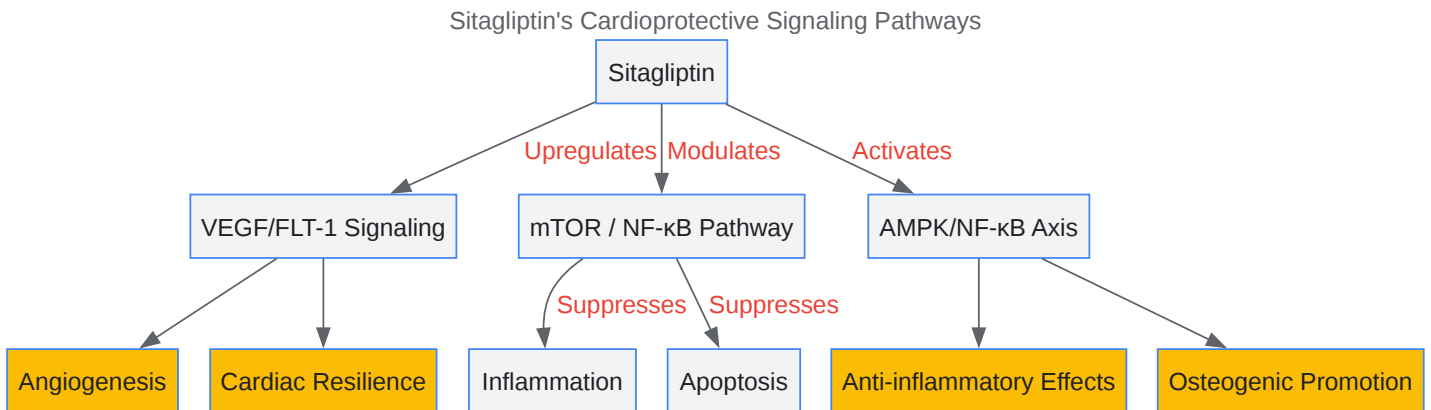 Sitagliptin's Cardioprotective Signaling Pathways
Sitagliptin
Upregulates
Modulates
Activates
VEGF/FLT-1 Signaling
mTOR / NF-κB Pathway
AMPK/NF-κB Axis
Suppresses
Suppresses
Angiogenesis
Cardiac Resilience
Inflammation
Apoptosis
Anti-inflammatory Effects
Osteogenic Promotion